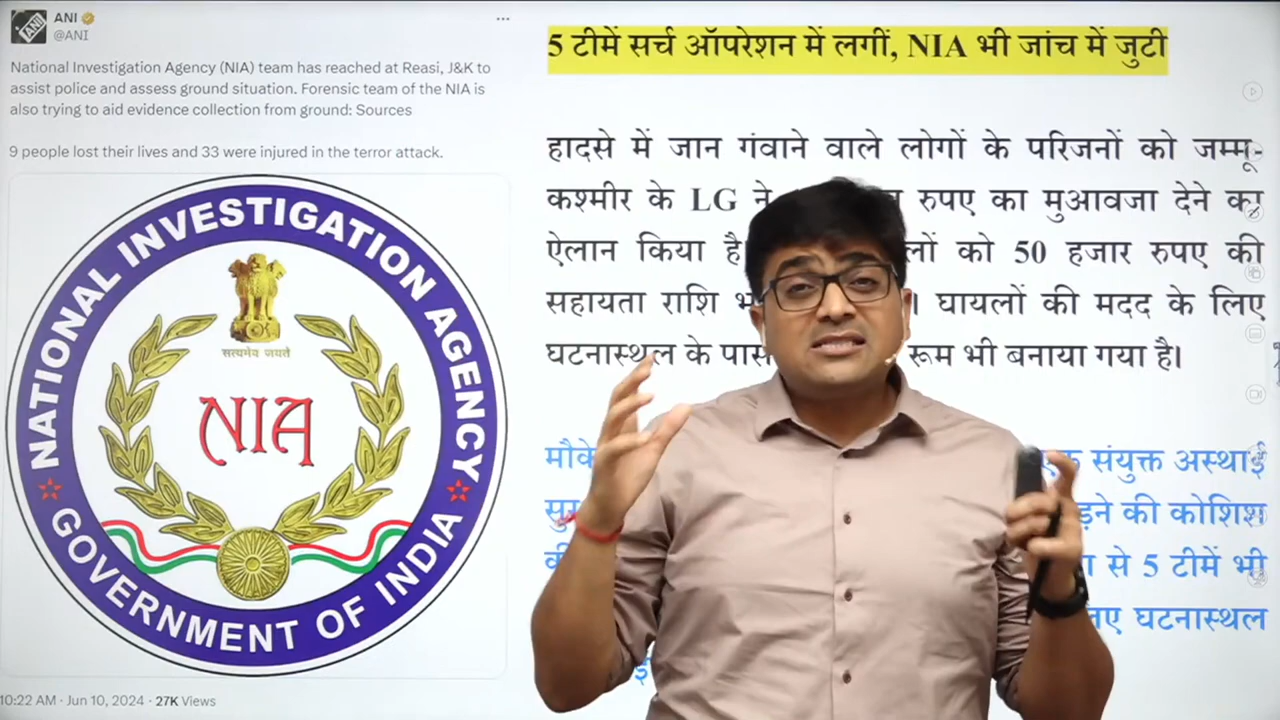 ANI
@ANI
...
National Investigation Agency (NIA) team has reached at Reasi, J&K to
assist police and assess ground situation. Forensic team of the NIA is
also trying to aid evidence collection from ground: Sources
9 people lost their lives and 33 were injured in the terror attack.
NATIONAL INVESTIGATION AGENCY
सत्यमेव जयते
NIA
GOVERNMENT OF INDIA
10:22 AM · Jun 10, 2024 · 27K Views
5 टीमें सर्च ऑपरेशन में लगीं, NIA भी जांच में जुटी
हादसे में जान गंवाने वाले लोगों के परिजनों को जम्मू-
कश्मीर के LG ने रुपए का मुआवजा देने का
ऐलान किया है 50 हजार रुपए की
सहायता राशि । घायलों की मदद के लिए
घटनास्थल के पास रूम भी बनाया गया है।
संयुक्त अस्थाई
की कोशिश
से 5 टीमें भी
घटनास्थल